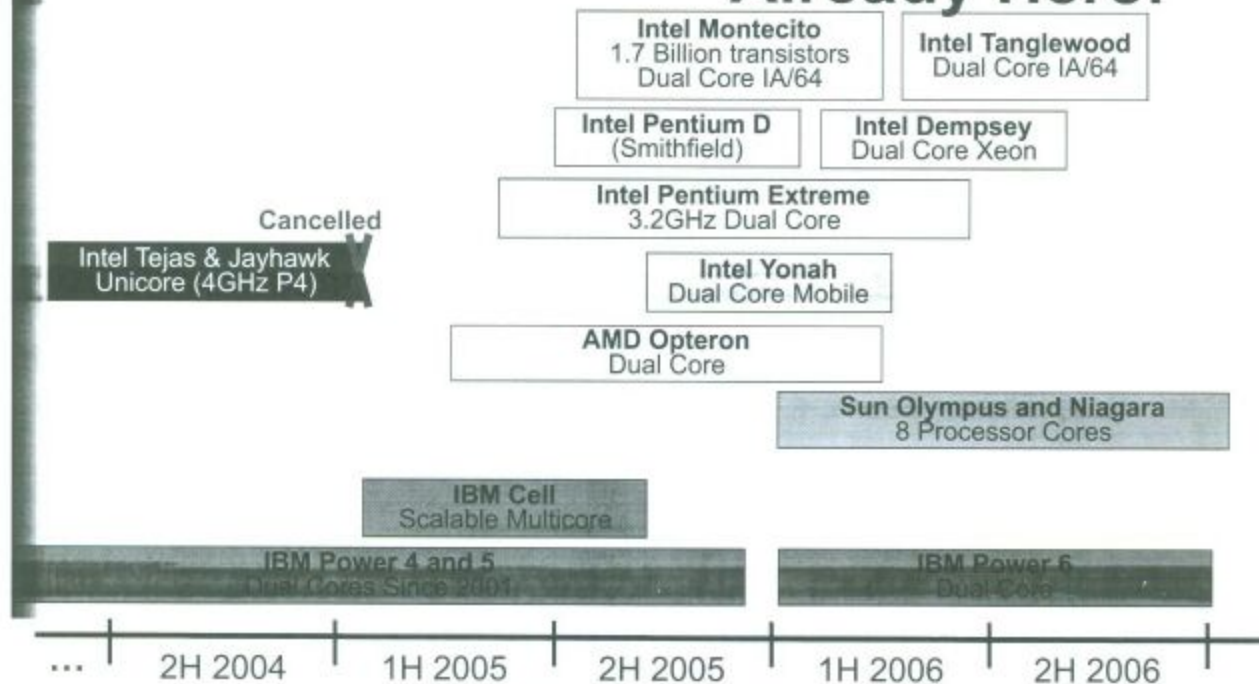 Already Here!
Intel Montecito
1.7 Billion transistors
Dual Core IA/64
Intel Tanglewood
Dual Core IA/64
Intel Pentium D
(Smithfield)
Intel Dempsey
Dual Core Xeon
Intel Pentium Extreme
3.2GHz Dual Core
Cancelled
Intel Tejas & Jayhawk
Unicore (4GHz P4)
Intel Yonah
Dual Core Mobile
AMD Opteron
Dual Core
Sun Olympus and Niagara
8 Processor Cores
IBM Cell
Scalable Multicore
IBM Power 4 and 5
Dual Cores Since 2001
IBM Power 6
Dual Core
... 2H 2004 1H 2005 2H 2005 1H 2006 2H 2006